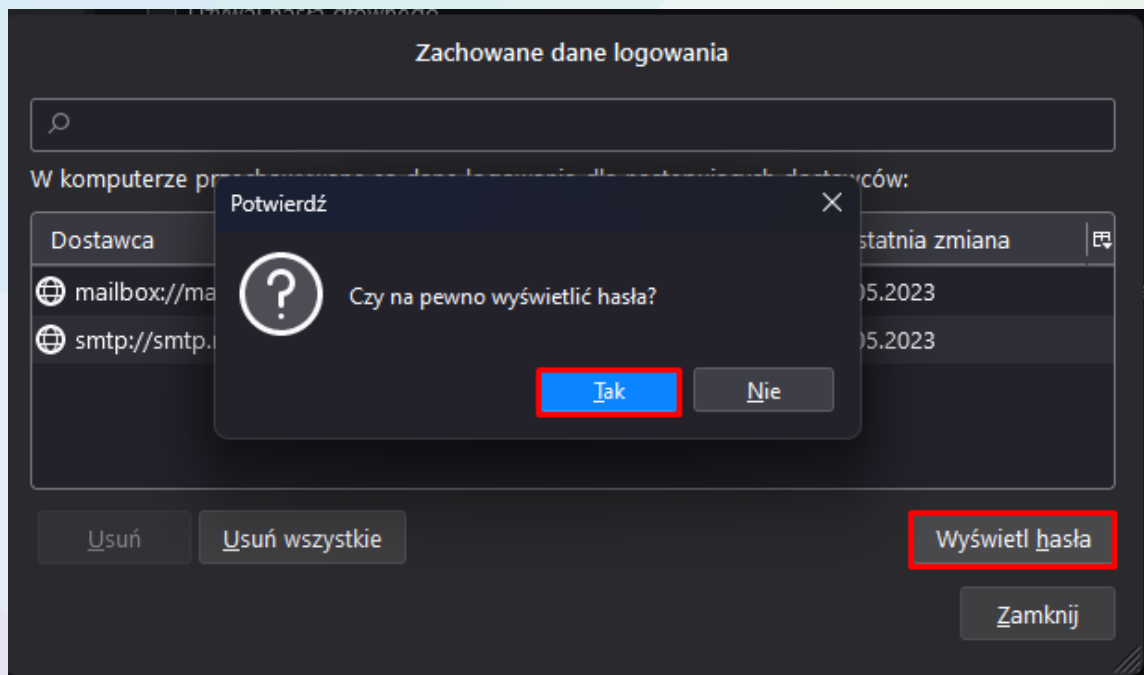 Zachowane dane logowania
W komputerze
ców:
Potwierdź
Dostawca
statnia zmiana
mailbox://ma
05.2023
Czy na pewno wyświetlić hasła?
smtp://smtp.
05.2023
Tak
Nie
Usuń
Usuń wszystkie
Wyświetl hasła
Zamknij